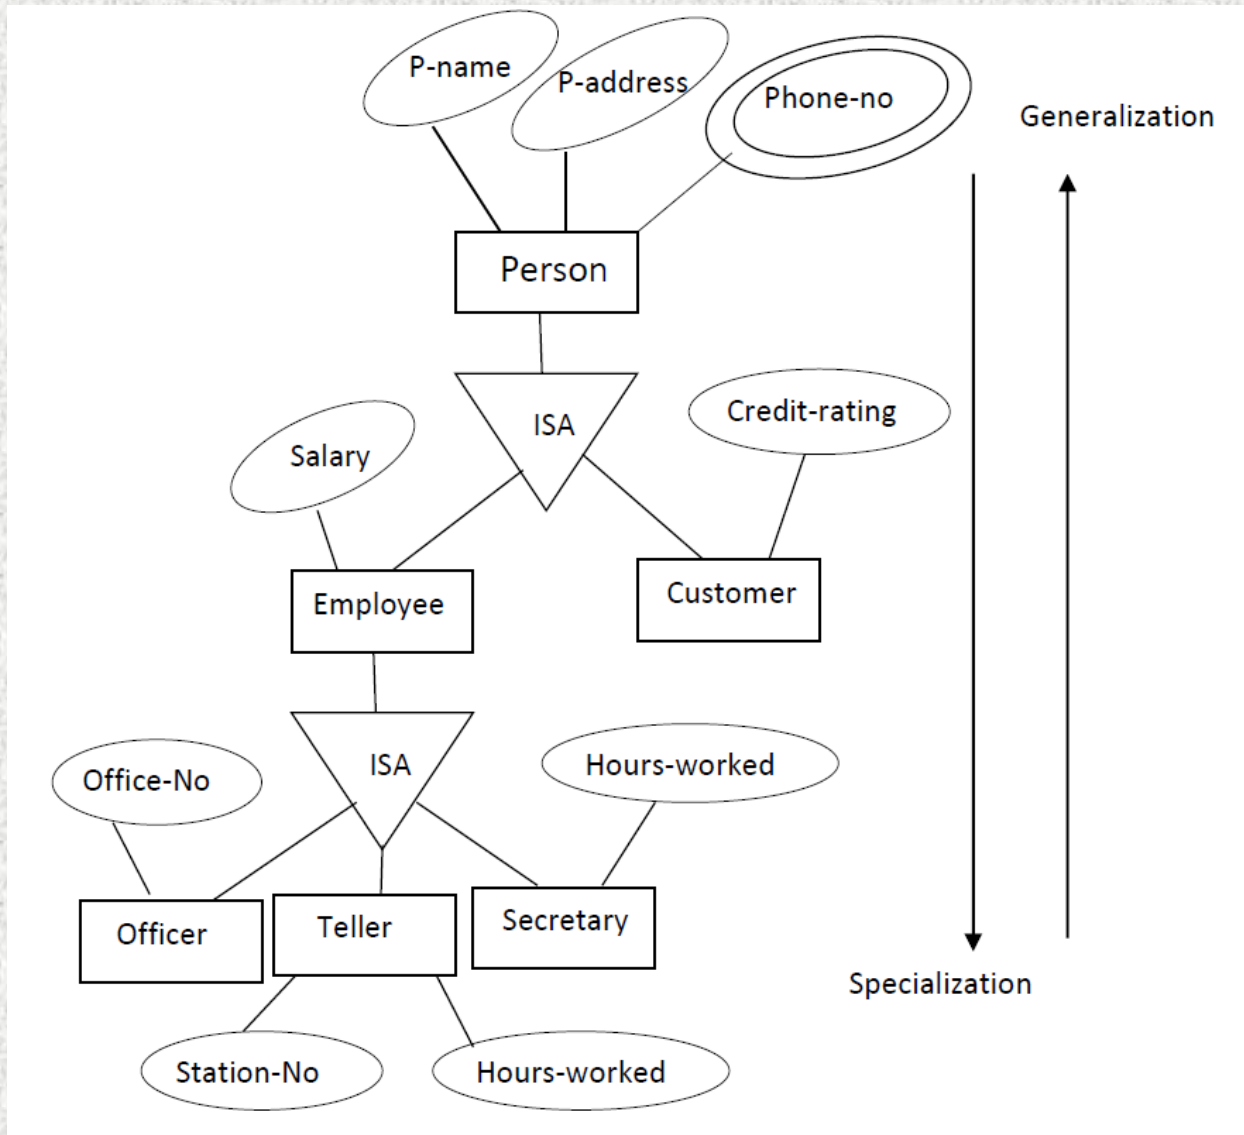 P-name
P-address
Phone-no
Generalization
Person
ISA
Credit-rating
Salary
Employee
Customer
ISA
Office-No
Hours-worked
Officer
Teller
Secretary
Specialization
Station-No
Hours-worked